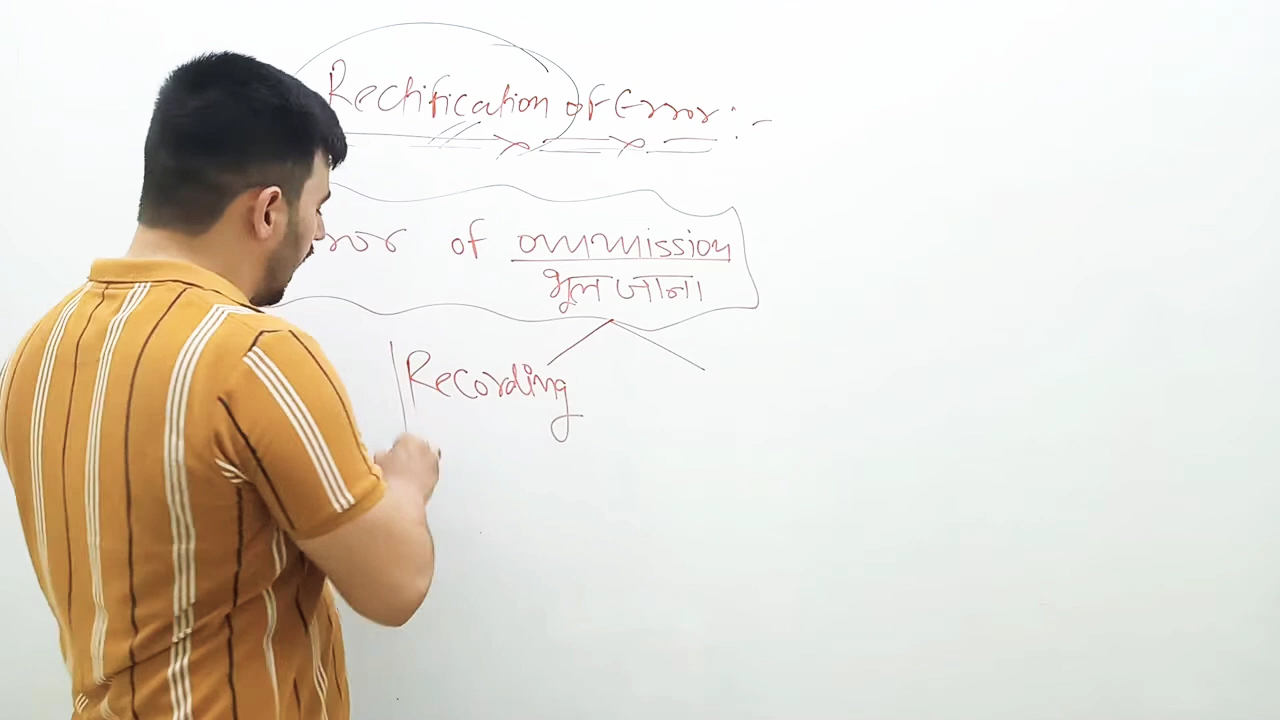 Rectification of Error :-
ror of ommission
भूल जाना
Recording